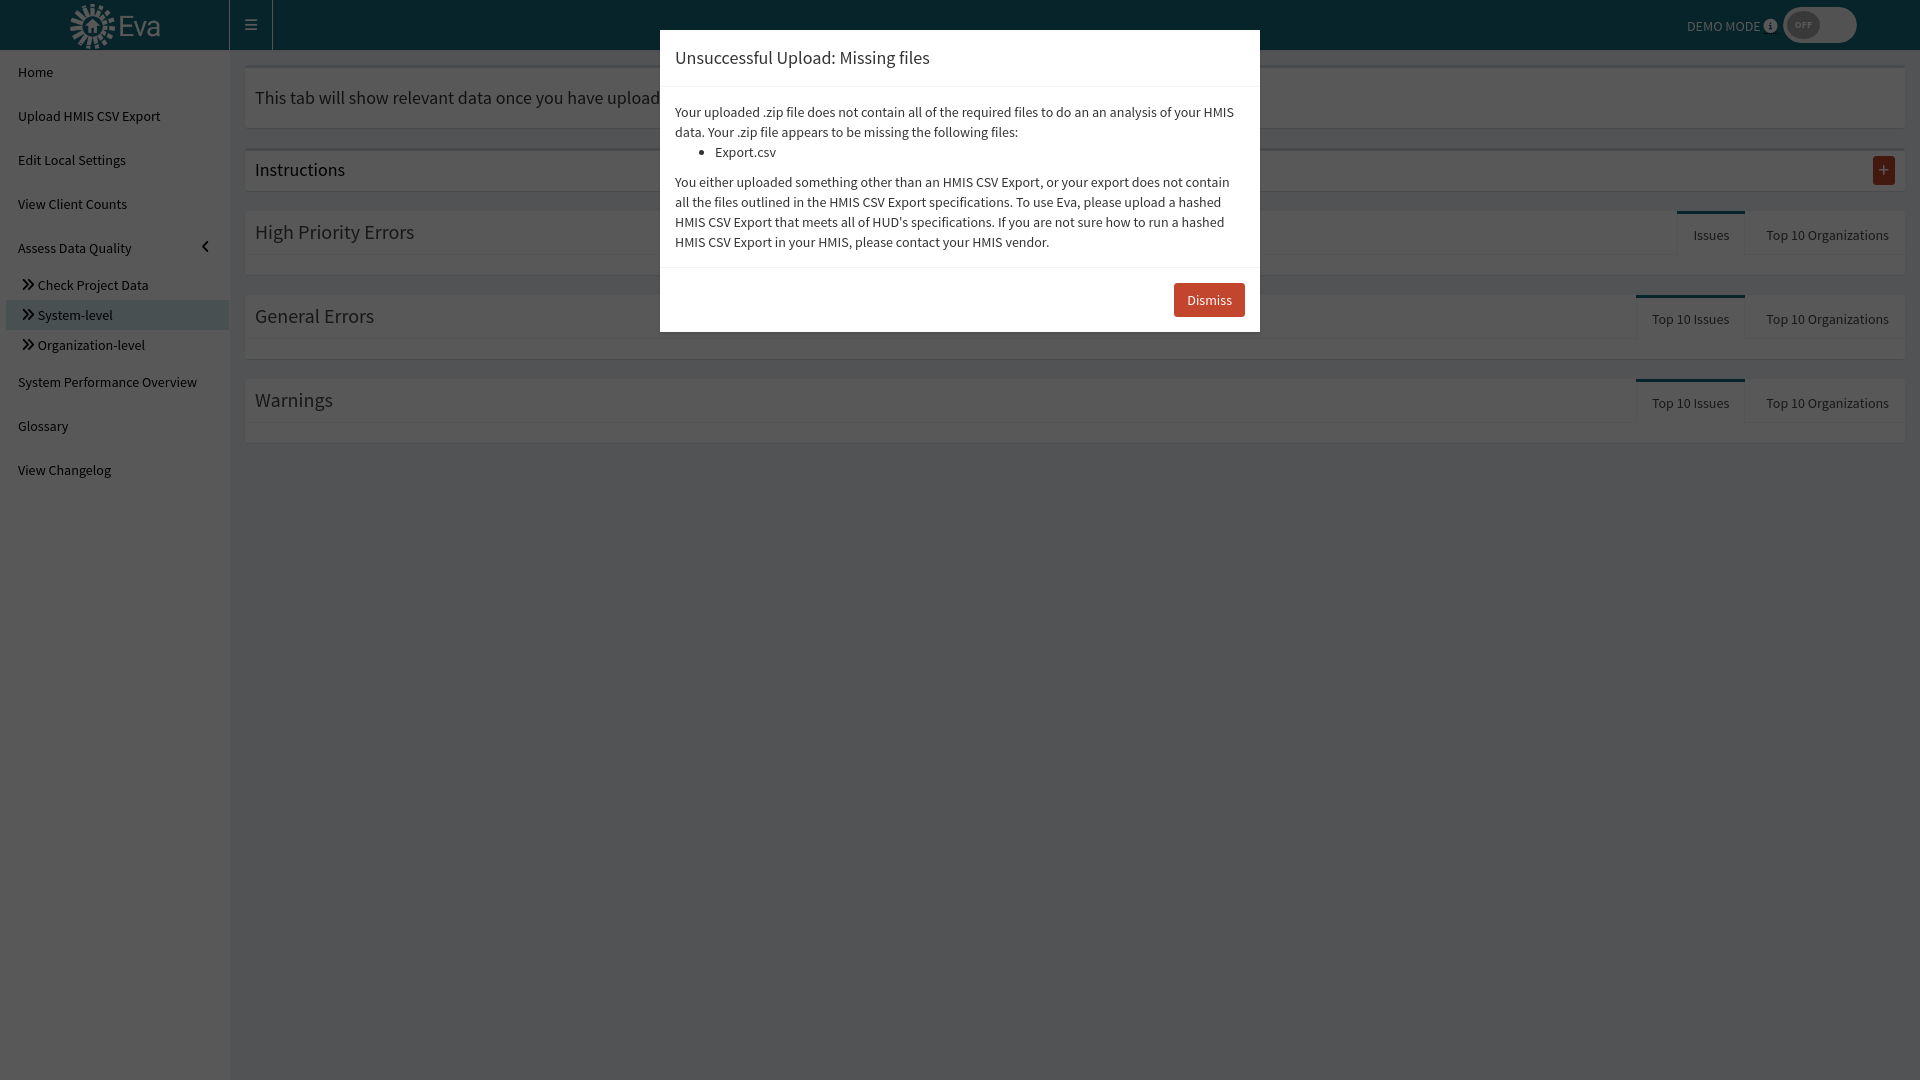 Eva
DEMO MODE
OFF
Home
Upload HMIS CSV Export
Edit Local Settings
View Client Counts
Assess Data Quality
Check Project Data
System-level
Organization-level
System Performance Overview
Glossary
View Changelog
This tab will show relevant data once you have upload
Instructions
+
High Priority Errors
Issues
Top 10 Organizations
General Errors
Top 10 Issues
Top 10 Organizations
Warnings
Top 10 Issues
Top 10 Organizations
Unsuccessful Upload: Missing files
Your uploaded .zip file does not contain all of the required files to do an an analysis of your HMIS
data. Your .zip file appears to be missing the following files:
• Export.csv
You either uploaded something other than an HMIS CSV Export, or your export does not contain
all the files outlined in the HMIS CSV Export specifications. To use Eva, please upload a hashed
HMIS CSV Export that meets all of HUD's specifications. If you are not sure how to run a hashed
HMIS CSV Export in your HMIS, please contact your HMIS vendor.
Dismiss